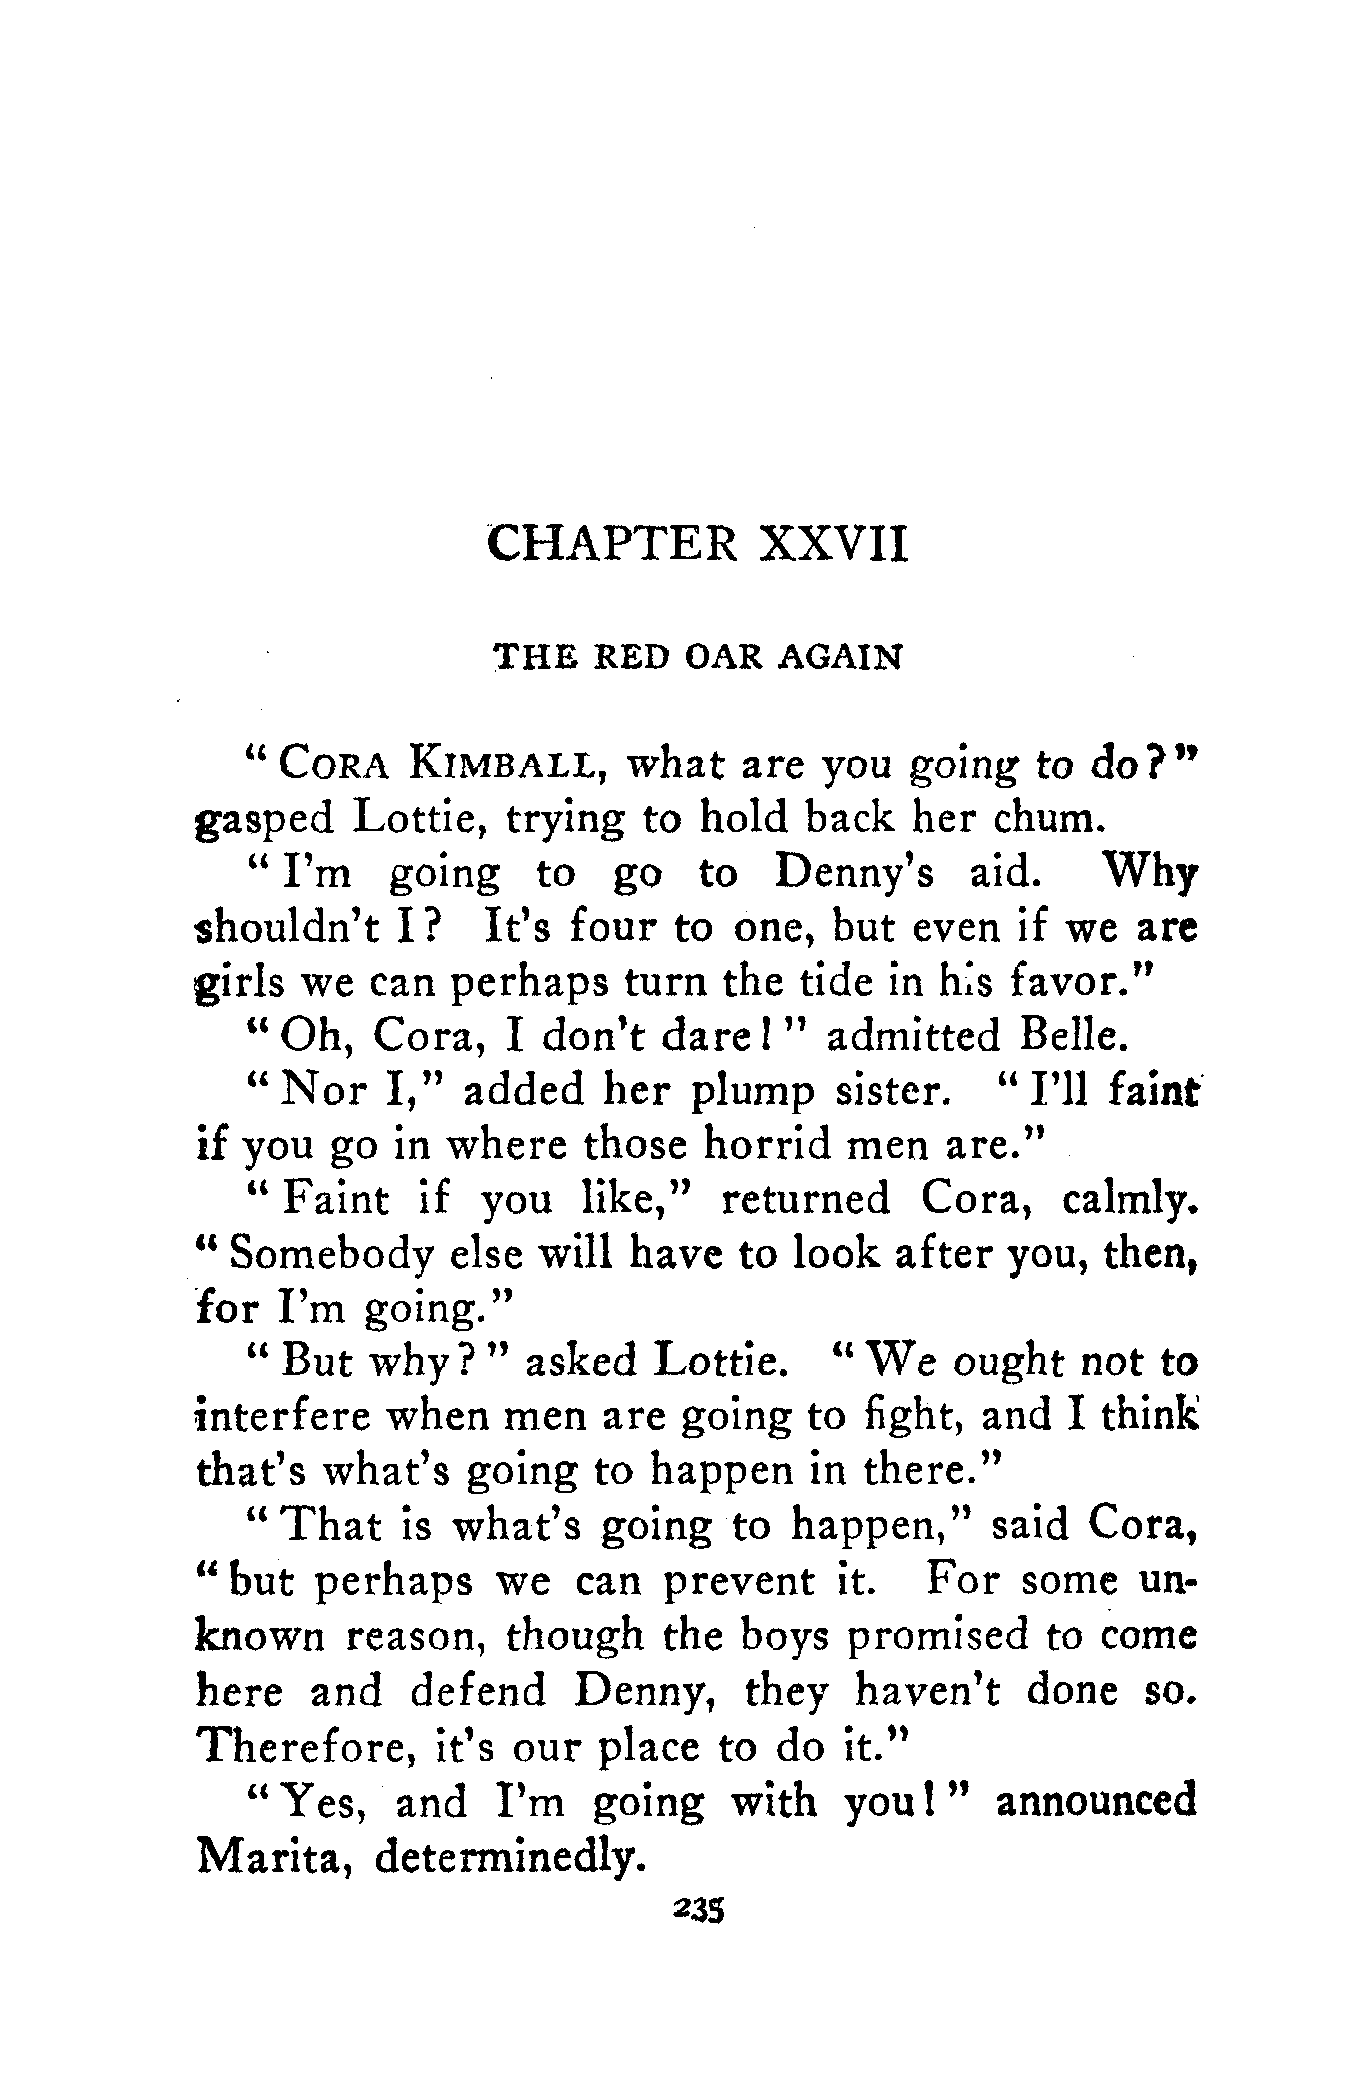 CHAPTER XXVII
THE RED OAR AGAIN
“ CORA KIMBALL, what are you going to do? ”
gasped Lottie, trying to hold back her chum.
“ I’m going to go to Denny’s aid. Why
shouldn’t I? It’s four to one, but even if we are
girls we can perhaps turn the tide in his favor.”
“ Oh, Cora, I don’t dare! ” admitted Belle.
“ Nor I,” added her plump sister. “ I’ll faint
if you go in where those horrid men are.”
“ Faint if you like,” returned Cora, calmly.
“ Somebody else will have to look after you, then,
for I’m going.”
“ But why? ” asked Lottie. “ We ought not to
interfere when men are going to fight, and I think
that’s what’s going to happen in there.”
“ That is what’s going to happen,” said Cora,
“ but perhaps we can prevent it. For some un-
known reason, though the boys promised to come
here and defend Denny, they haven’t done so.
Therefore, it’s our place to do it.”
“ Yes, and I’m going with you! ” announced
Marita, determinedly.
235